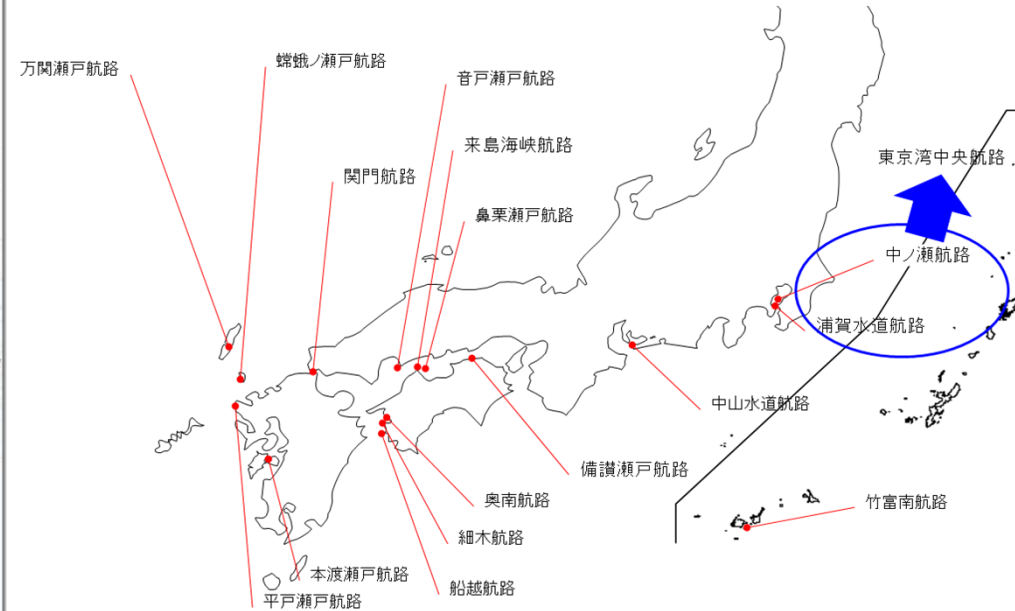 万関瀬戸航路
蟐蛾ノ瀬戸航路
音戸瀬戸航路
来島海峡航路
関門航路
鼻栗瀬戸航路
東京湾中央航路
中ノ瀬航路
浦賀水道航路
中山水道航路
備讃瀬戸航路
奥南航路
竹富南航路
細木航路
本渡瀬戸航路
船越航路
平戸瀬戸航路